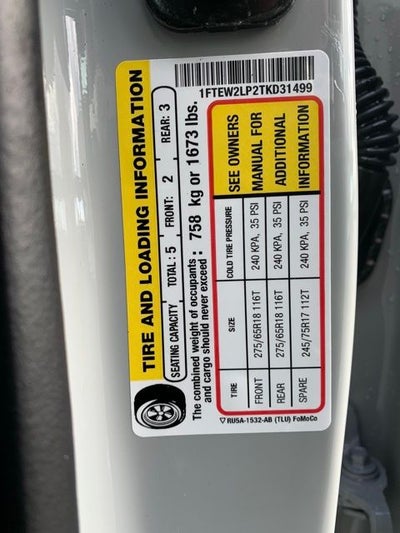 1FTEW2LP2TKD31499
TIRE AND LOADING INFORMATION
SEATING CAPACITY TOTAL: 5 FRONT: 2 REAR: 3
The combined weight of occupants and cargo should never exceed: 758 kg or 1673 lbs.
TIRE SIZE COLD TIRE PRESSURE
FRONT 275/65R18 116T 240 KPA, 35 PSI
REAR 275/65R18 116T 240 KPA, 35 PSI
SPARE 245/75R17 112T 240 KPA, 35 PSI
SEE OWNERS
MANUAL FOR
ADDITIONAL
INFORMATION
RU5A-1532-AB (TLU) FoMoCo